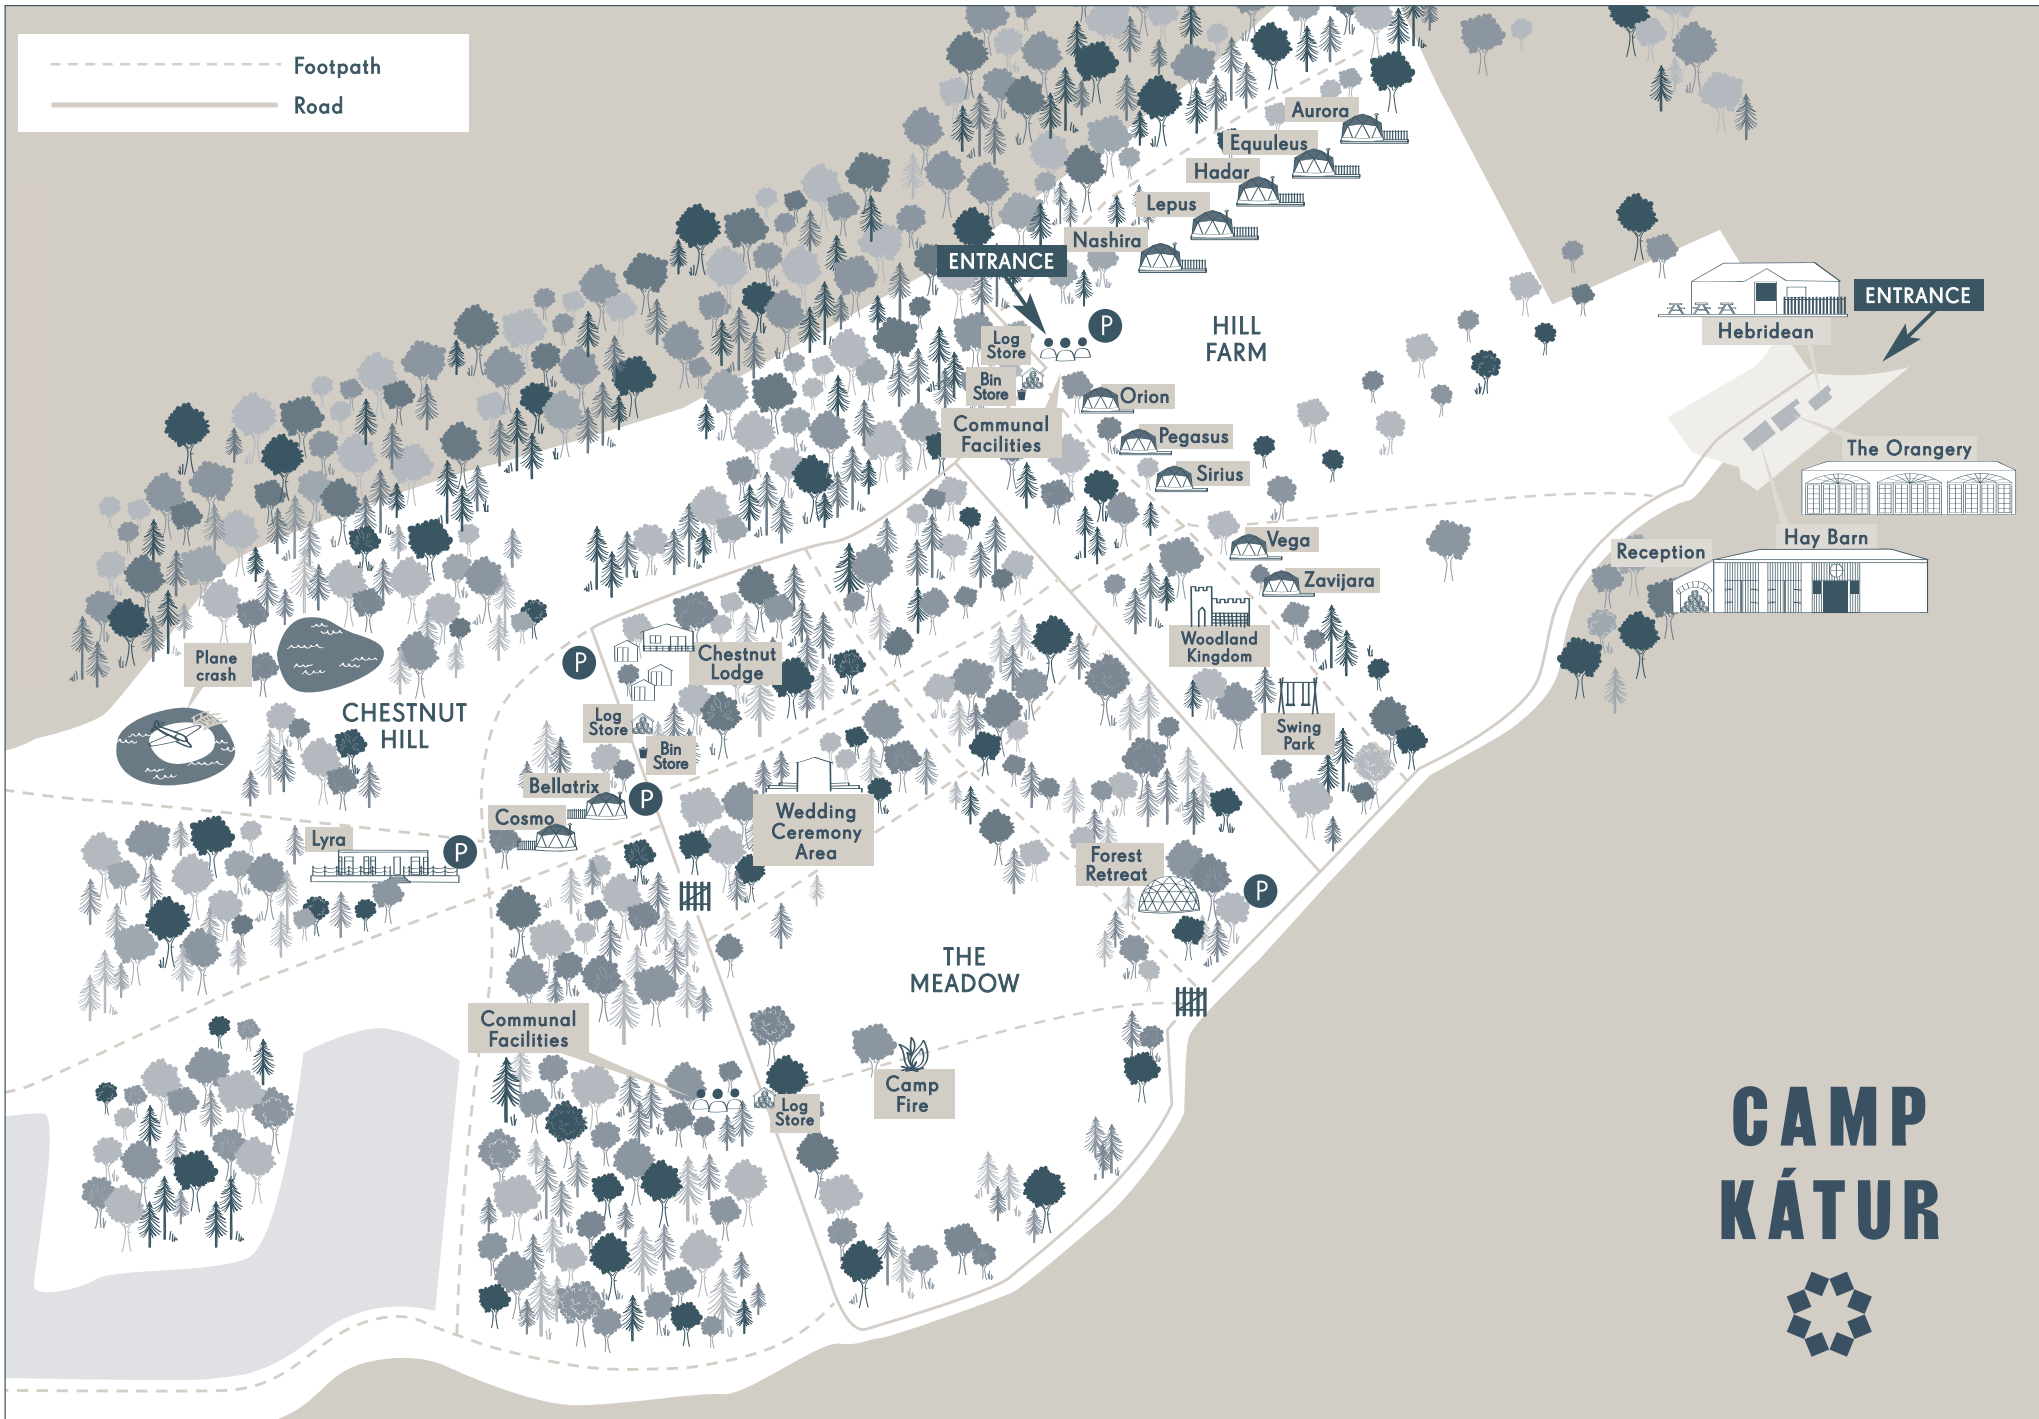 Footpath
Road
Aurora
Equuleus
Hadar
Lepus
Nashira
ENTRANCE
P
Log
Store
HILL
FARM
Bin
Store
Orion
Communal
Facilities
Pegasus
Sirius
ENTRANCE
Hebridean
The Orangery
Hay Barn
Reception
Vega
Zavijara
Woodland
Kingdom
Swing
Park
Plane
crash
P
Chestnut
Lodge
CHESTNUT
HILL
Log
Store
Bin
Store
Bellatrix
P
Cosmo
Wedding
Ceremony
Area
Lyra
P
Forest
Retreat
P
THE
MEADOW
Communal
Facilities
Camp
Fire
Log
Store
CAMP
KÁTUR